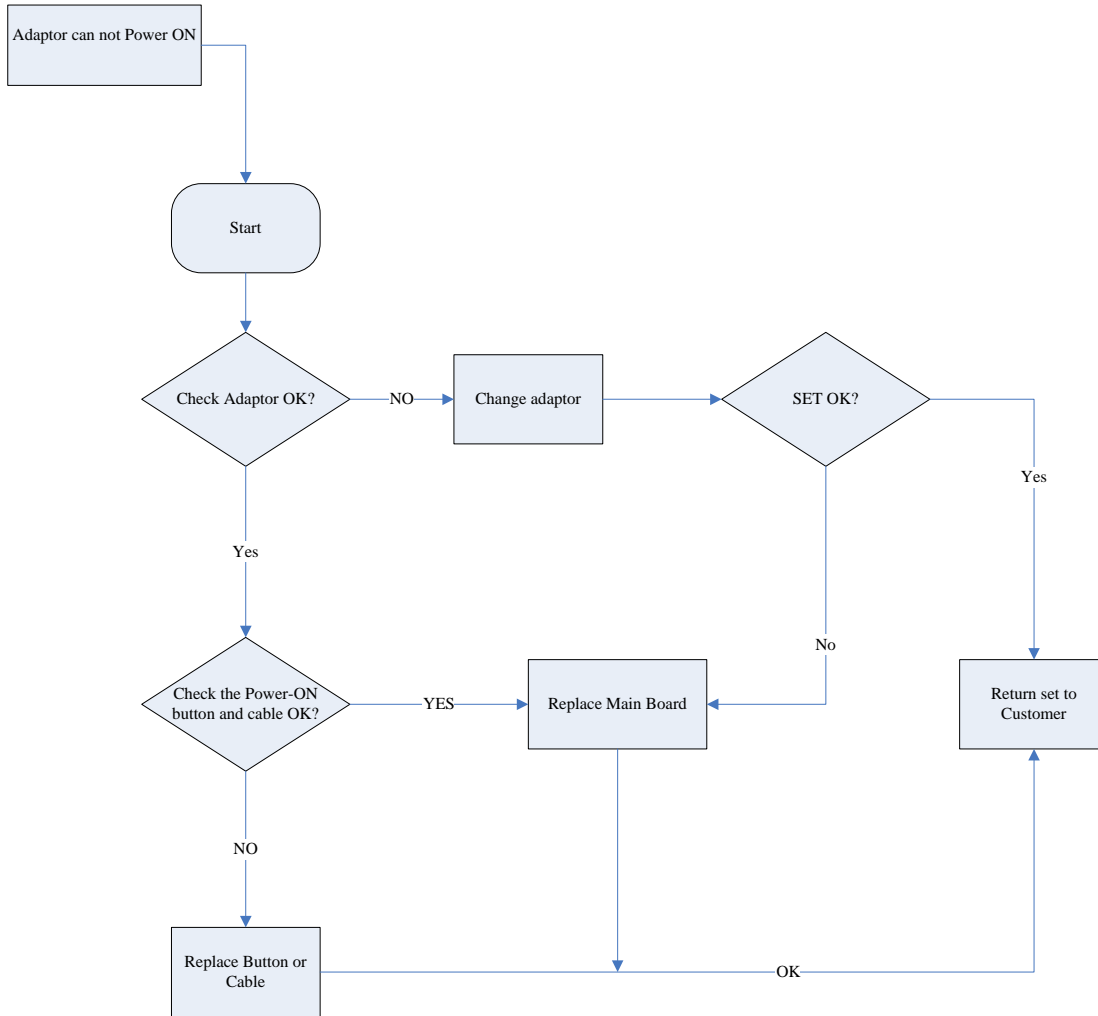 Adaptor can not Power ON
Start
Check Adaptor OK?
NO
Change adaptor
SET OK?
Yes
Yes
No
Check the Power-ON
button and cable OK?
YES
Replace Main Board
Return set to
Customer
NO
Replace Button or
Cable
OK